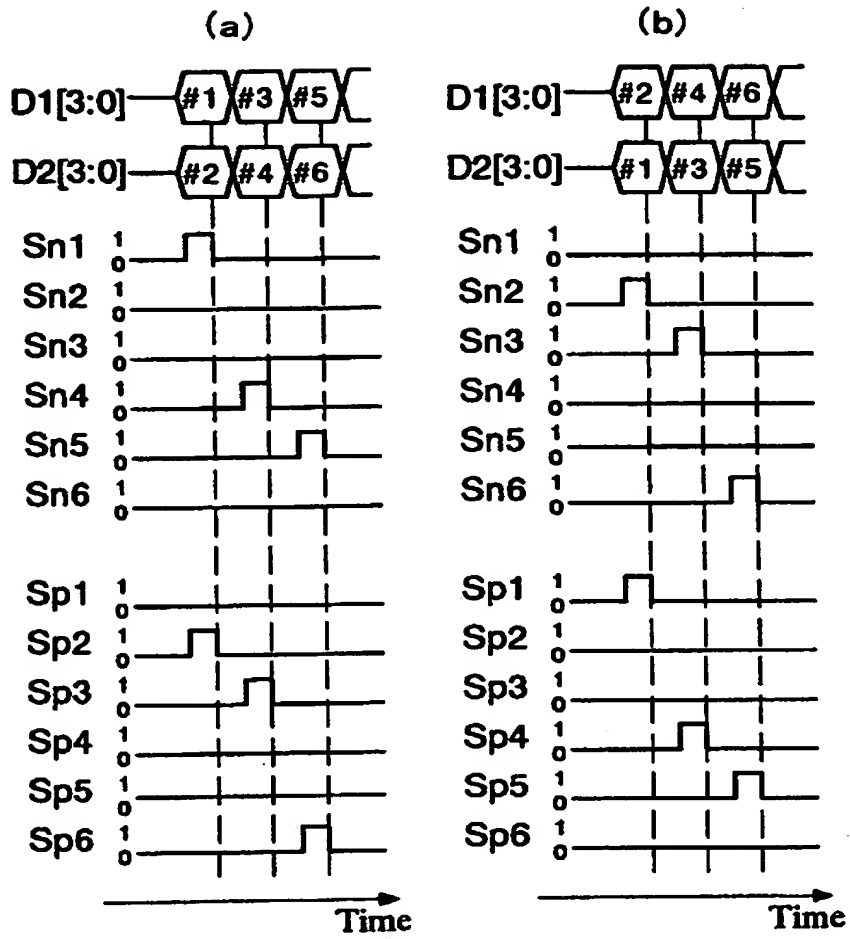 (a)
D1[3:0] #1 #3 #5
D2[3:0] #2 #4 #6
Sn1 1 0
Sn2 1 0
Sn3 1 0
Sn4 1 0
Sn5 1 0
Sn6 1 0
Sp1 1 0
Sp2 1 0
Sp3 1 0
Sp4 1 0
Sp5 1 0
Sp6 1 0
Time
(b)
D1[3:0] #2 #4 #6
D2[3:0] #1 #3 #5
Sn1 1 0
Sn2 1 0
Sn3 1 0
Sn4 1 0
Sn5 1 0
Sn6 1 0
Sp1 1 0
Sp2 1 0
Sp3 1 0
Sp4 1 0
Sp5 1 0
Sp6 1 0
Time